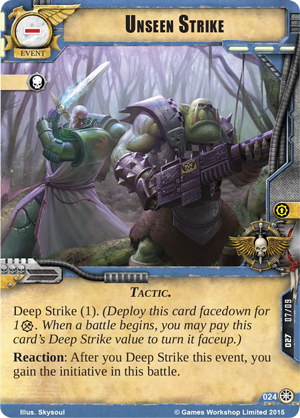 Unseen Strike
EVENT
Tactic.
Deep Strike (1). (Deploy this card facedown for
1. When a battle begins, you may pay this
card's Deep Strike value to turn it faceup.)
Reaction: After you Deep Strike this event, you
gain the initiative in this battle.
027 07/09
024
Illus. Skysoul
© Games Workshop Limited 2016